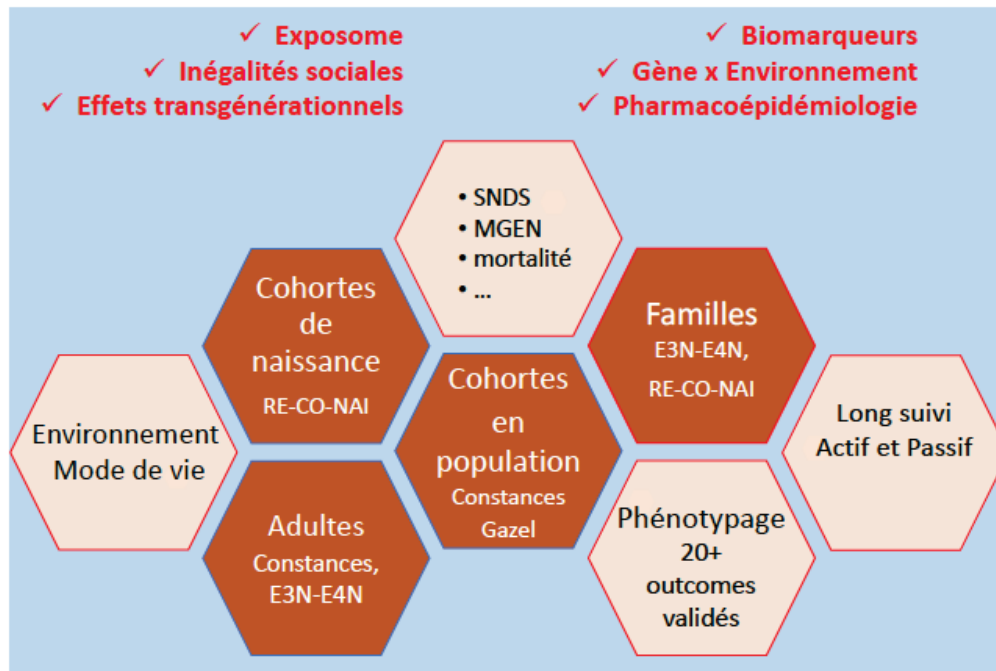 ✓ Exposome
✓ Inégalités sociales
✓ Effets transgénérationnels
✓ Biomarqueurs
✓ Gène x Environnement
✓ Pharmacoépidémiologie
• SNDS
• MGEN
• mortalité
• ...
Cohortes
de
naissance
RE-CO-NAI
Familles
E3N-E4N,
RE-CO-NAI
Environnement
Mode de vie
Cohortes
en
population
Constances
Gazel
Long suivi
Actif et Passif
Adultes
Constances,
E3N-E4N
Phénotypage
20+
outcomes
validés